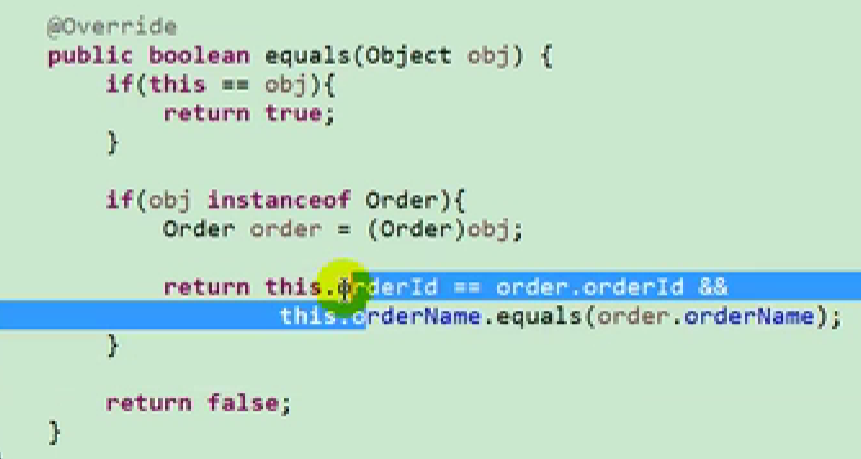 @Override
public boolean equals(Object obj) {
if(this == obj){
return true;
}
if(obj instanceof Order){
Order order = (Order)obj;
return this.orderId == order.orderId &&
this.orderName.equals(order.orderName);
}
return false;
}